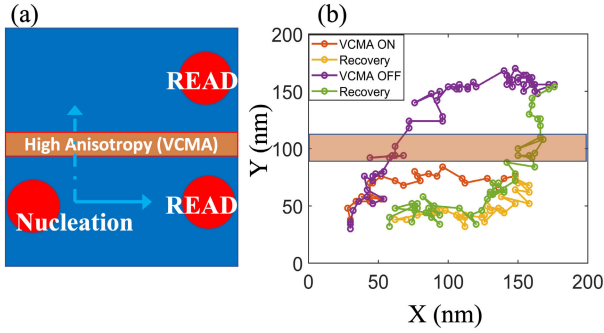 (a)
READ
High Anisotropy (VCMA)
Nucleation
READ
(b)
VCMA ON
Recovery
VCMA OFF
Recovery
Y (nm)
200
150
100
50
0
0
50
100
150
200
X (nm)